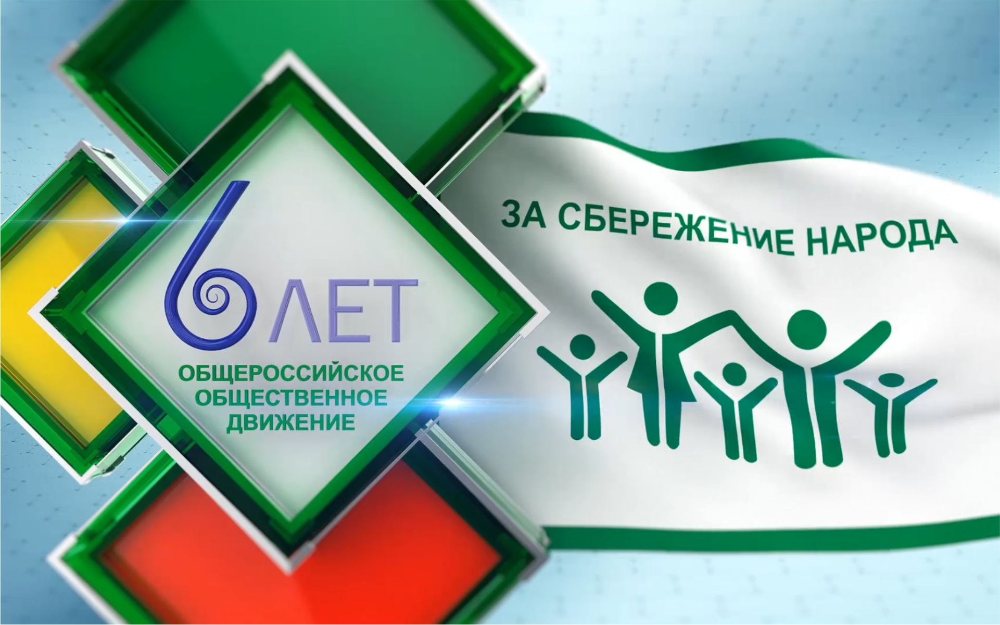 6 ЛЕТ
ОБЩЕРОССИЙСКОЕ
ОБЩЕСТВЕННОЕ
ДВИЖЕНИЕ
ЗА СБЕРЕЖЕНИЕ НАРОДА